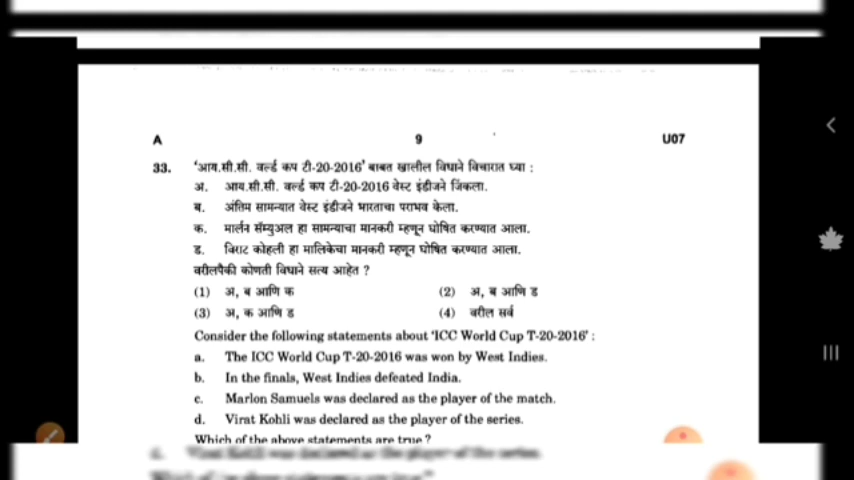 A 9 U07
33. 'आय.सी.सी. वर्ल्ड कप टी-20-2016' बाबत खालील विधाने विचारात घ्या :
अ. आय.सी.सी. वर्ल्ड कप टी-20-2016 वेस्ट इंडीजने जिंकला.
ब. अंतिम सामन्यात वेस्ट इंडीजने भारताचा पराभव केला.
क. मार्लन सॅम्युअल हा सामन्याचा मानकरी म्हणून घोषित करण्यात आला.
ड. विराट कोहली हा मालिकेचा मानकरी म्हणून घोषित करण्यात आला.
वरीलपैकी कोणती विधाने सत्य आहेत ?
(1) अ, ब आणि क (2) अ, ब आणि ड
(3) अ, क आणि ड (4) वरील सर्व
Consider the following statements about 'ICC World Cup T-20-2016' :
a. The ICC World Cup T-20-2016 was won by West Indies.
b. In the finals, West Indies defeated India.
c. Marlon Samuels was declared as the player of the match.
d. Virat Kohli was declared as the player of the series.
Which of the above statements are true ?